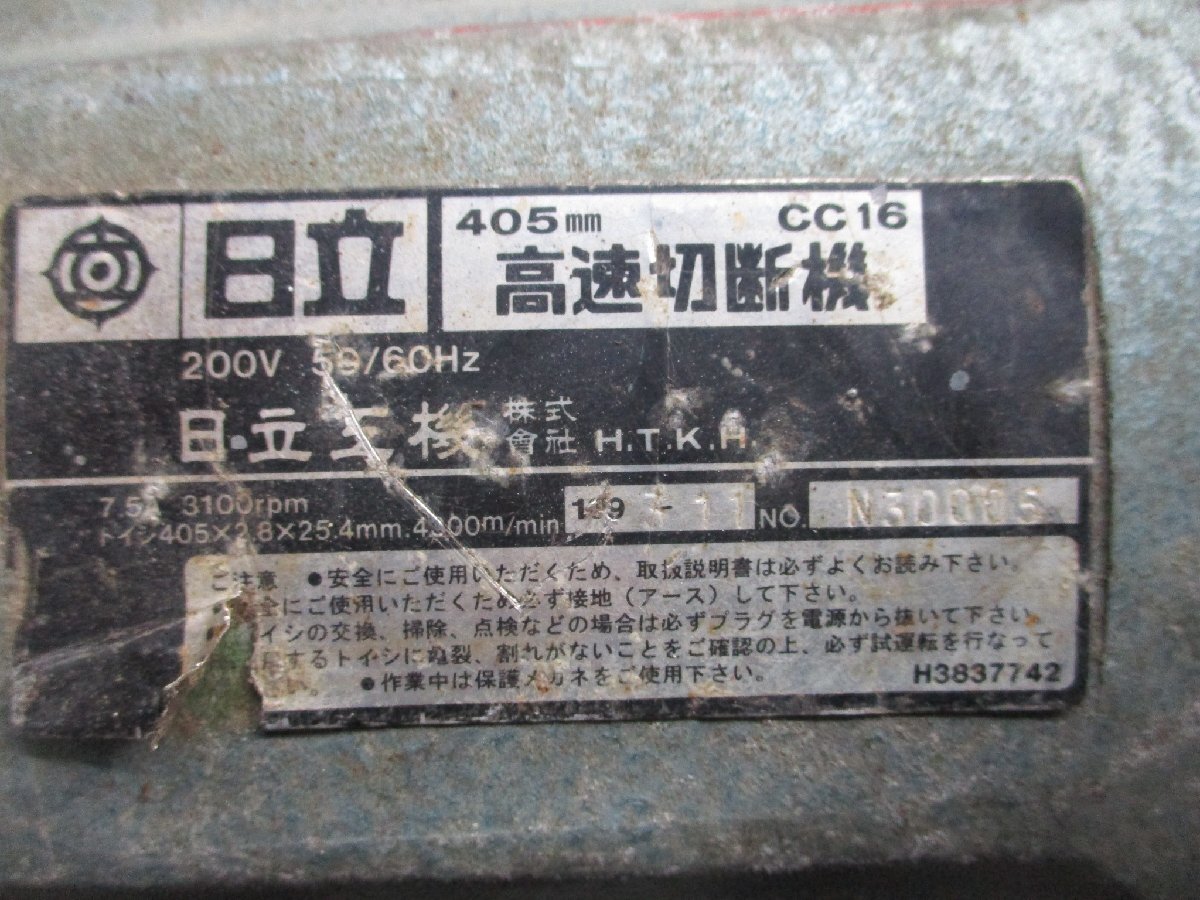 日立
405mm CC16
高速切断機
200V 50/60Hz
日立工機 株式會社 H.T.K.H.
7.5A 3100rpm
トイシ405×2.8×25.4mm. 4300m/min 11 NO.
ご注意 ●安全にご使用いただくため、取扱説明書は必ずよくお読み下さい。
安全にご使用いただくため必ず接地(アース)して下さい。
イシの交換、掃除、点検などの場合は必ずプラグを電源から抜いて下さい。
するトイシに亀裂、割れがないことをご確認の上、必ず試運転を行なって
●作業中は保護メガネをご使用下さい。
H3837742